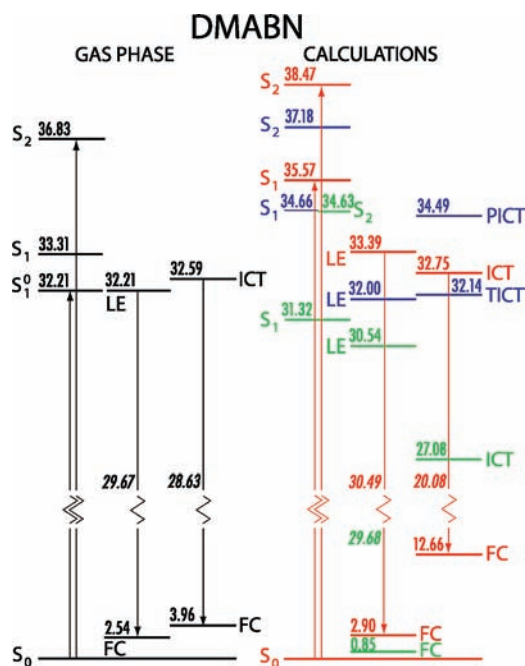 DMABN
GAS PHASE CALCULATIONS
S2 38.47
S2 36.83
S2 37.18
S1 35.57
S1 34.66 34.63 S2
34.49 PICT
S1 33.31
LE 33.39
S1^0 32.21 32.21 LE
32.59 ICT
32.75 ICT
LE 32.00
32.14 TICT
S1 31.32
LE 30.54
27.08 ICT
29.67 28.63 30.49 20.08
29.68
12.66 FC
2.54 FC
3.96 FC
2.90 FC
0.85 FC
S0 S0